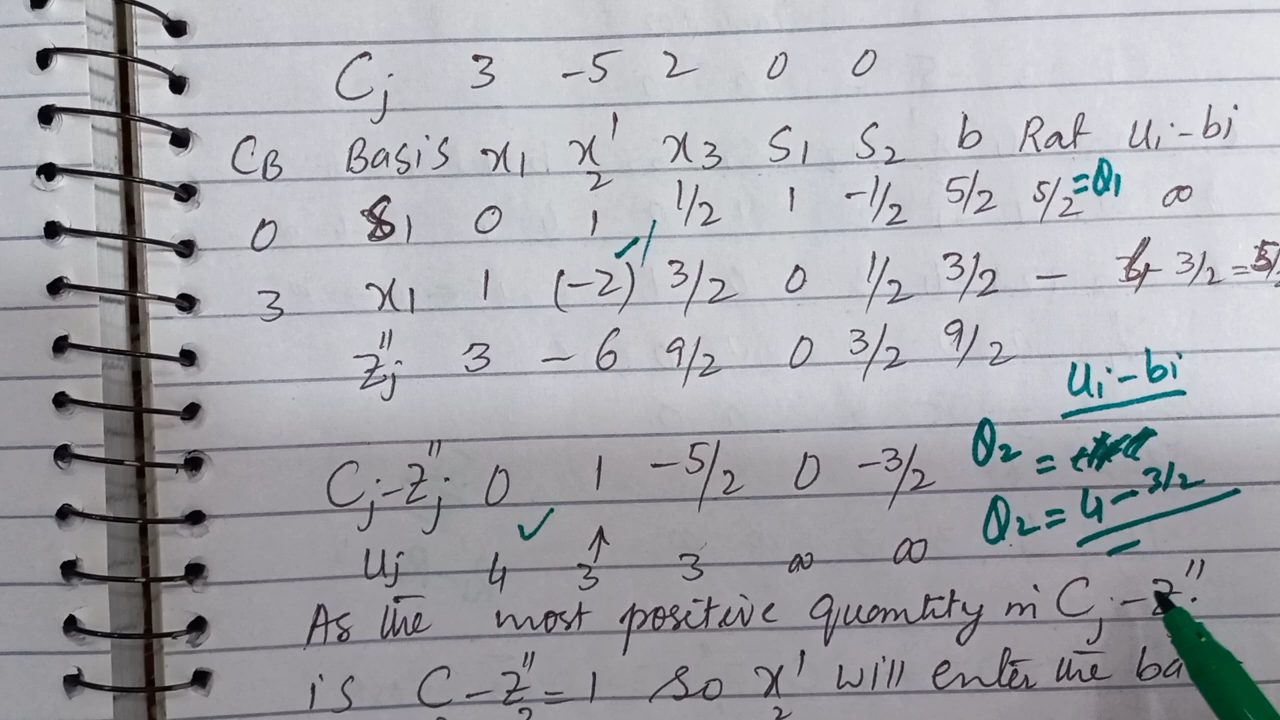 Cj 3 -5 2 0 0
CB Basis x1 x2' x3 S1 S2 b Rat Ui-bi
0 S1 0 1 1/2 1 -1/2 5/2 5/2 =θ1 ∞
3 x1 1 (-2) 3/2 0 1/2 3/2 - 4- 3/2 = 5/2
Zj'' 3 -6 9/2 0 3/2 9/2
Ui-bi
Cj-Zj'' 0 1 -5/2 0 -3/2 θ2 =
θ2 = 4-3/2
Uj 4 3 3 ∞ ∞
As the most positive quantity in Cj-Z''
is C2-Z2''=1 So x2' will enter the ba